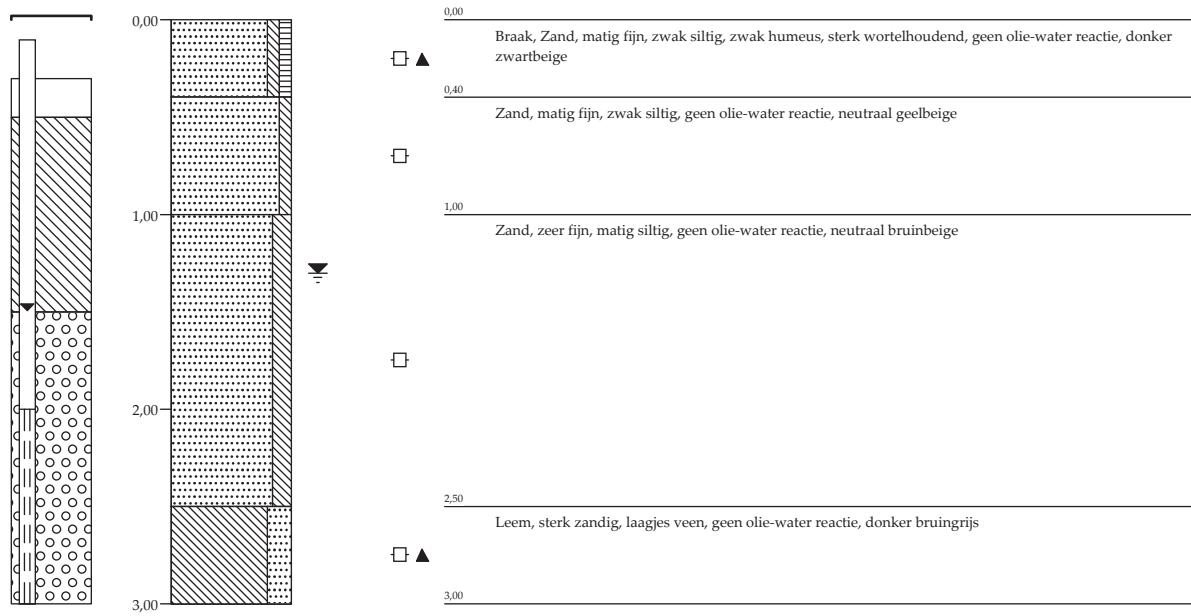 0,00
0,00
Braak, Zand, matig fijn, zwak siltig, zwak humeus, sterk wortelhoudend, geen olie-water reactie, donker
zwartbeige
0,40
Zand, matig fijn, zwak siltig, geen olie-water reactie, neutraal geelbeige
1,00
1,00
Zand, zeer fijn, matig siltig, geen olie-water reactie, neutraal bruinbeige
2,00
2,50
Leem, sterk zandig, laagjes veen, geen olie-water reactie, donker bruingrijs
3,00
3,00